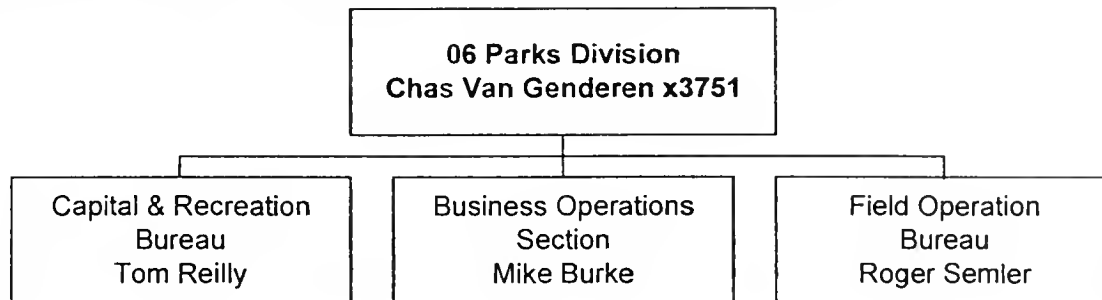 06 Parks Division
Chas Van Genderen x3751
Capital & Recreation
Bureau
Tom Reilly
Business Operations
Section
Mike Burke
Field Operation
Bureau
Roger Semler